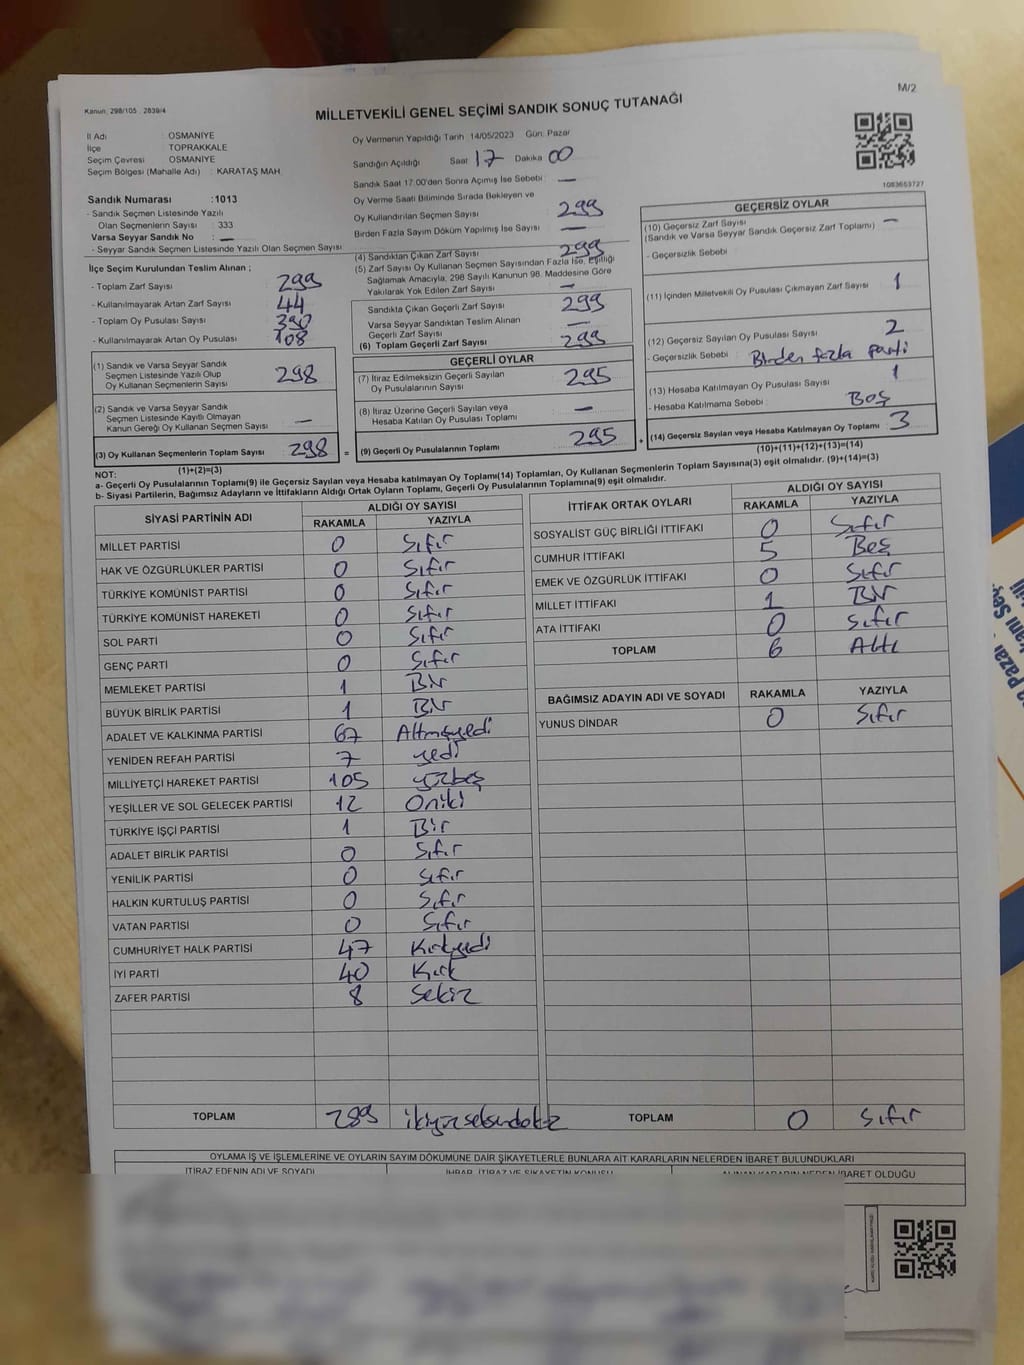 Kanun: 298/105 2839/4
M/2
MİLLETVEKİLİ GENEL SEÇİMİ SANDIK SONUÇ TUTANAĞI
İl Adı : OSMANİYE
İlçe : TOPRAKKALE
Seçim Çevresi : OSMANİYE
Seçim Bölgesi (Mahalle Adı) : KARATAŞ MAH.
Sandık Numarası : 1013
- Sandık Seçmen Listesinde Yazılı
Olan Seçmenlerin Sayısı : 333
Varsa Seyyar Sandık No : —
- Seyyar Sandık Seçmen Listesinde Yazılı Olan Seçmen Sayısı
Oy Vermenin Yapıldığı Tarih 14/05/2023 Gün: Pazar
Sandığın Açıldığı Saat 17 Dakika 00
Sandık Saat 17:00'den Sonra Açımış İse Sebebi : —
Oy Verme Saati Bitiminde Sırada Bekleyen ve
Oy Kullandırılan Seçmen Sayısı 299
Birden Fazla Sayım Döküm Yapılmış İse Sayısı : —
1083653727
İlçe Seçim Kurulundan Teslim Alınan ;
- Toplam Zarf Sayısı : 299
- Kullanılmayarak Artan Zarf Sayısı : 44
- Toplam Oy Pusulası Sayısı : 390
- Kullanılmayarak Artan Oy Pusulası : 108
(4) Sandıktan Çıkan Zarf Sayısı : 299
(5) Zarf Sayısı Oy Kullanan Seçmen Sayısından Fazla İse, Eşitliği
Sağlamak Amacıyla, 298 Sayılı Kanunun 98. Maddesine Göre
Yakılarak Yok Edilen Zarf Sayısı : —
Sandıkta Çıkan Geçerli Zarf Sayısı 299
Varsa Seyyar Sandıktan Teslim Alınan
Geçerli Zarf Sayısı : —
(6) Toplam Geçerli Zarf Sayısı : 299
GEÇERSİZ OYLAR
(10) Geçersiz Zarf Sayısı : —
(Sandık ve Varsa Seyyar Sandık Geçersiz Zarf Toplamı)
- Geçersizlik Sebebi :
(11) İçinden Milletvekili Oy Pusulası Çıkmayan Zarf Sayısı : 1
(12) Geçersiz Sayılan Oy Pusulası Sayısı : 2
- Geçersizlik Sebebi : Birden fazla parti
(13) Hesaba Katılmayan Oy Pusulası Sayısı : 1
- Hesaba Katılmama Sebebi : Boş
(14) Geçersiz Sayılan veya Hesaba Katılmayan Oy Toplamı : 3
(10)+(11)+(12)+(13)=(14)
(1) Sandık ve Varsa Seyyar Sandık
Seçmen Listesinde Yazılı Olup
Oy Kullanan Seçmenlerin Sayısı : 298
(2) Sandık ve Varsa Seyyar Sandık
Seçmen Listesinde Kayıtlı Olmayan
Kanun Gereği Oy Kullanan Seçmen Sayısı : —
(3) Oy Kullanan Seçmenlerin Toplam Sayısı : 298
(1)+(2)=(3)
=
GEÇERLİ OYLAR
(7) İtiraz Edilmeksizin Geçerli Sayılan
Oy Pusulalarının Sayısı : 295
(8) İtiraz Üzerine Geçerli Sayılan veya
Hesaba Katılan Oy Pusulası Toplamı : —
(9) Geçerli Oy Pusulalarının Toplamı : 295
+
NOT:
a- Geçerli Oy Pusulalarının Toplamı(9) ile Geçersiz Sayılan veya Hesaba katılmayan Oy Toplamı(14) Toplamları, Oy Kullanan Seçmenlerin Toplam Sayısına(3) eşit olmalıdır. (9)+(14)=(3)
b- Siyasi Partilerin, Bağımsız Adayların ve İttifakların Aldığı Ortak Oyların Toplamı, Geçerli Oy Pusulalarının Toplamına(9) eşit olmalıdır.
SİYASİ PARTİNİN ADI ALDIĞI OY SAYISI
RAKAMLA YAZIYLA
MİLLET PARTİSİ 0 Sıfır
HAK VE ÖZGÜRLÜKLER PARTİSİ 0 Sıfır
TÜRKİYE KOMÜNİST PARTİSİ 0 Sıfır
TÜRKİYE KOMÜNİST HAREKETİ 0 Sıfır
SOL PARTİ 0 Sıfır
GENÇ PARTİ 0 Sıfır
MEMLEKET PARTİSİ 1 Bir
BÜYÜK BİRLİK PARTİSİ 1 Bir
ADALET VE KALKINMA PARTİSİ 67 Altmışyedi
YENİDEN REFAH PARTİSİ 7 yedi
MİLLİYETÇİ HAREKET PARTİSİ 105 yüzbeş
YEŞİLLER VE SOL GELECEK PARTİSİ 12 Oniki
TÜRKİYE İŞÇİ PARTİSİ 1 Bir
ADALET BİRLİK PARTİSİ 0 Sıfır
YENİLİK PARTİSİ 0 Sıfır
HALKIN KURTULUŞ PARTİSİ 0 Sıfır
VATAN PARTİSİ 0 Sıfır
CUMHURİYET HALK PARTİSİ 47 Kırkyedi
İYİ PARTİ 40 Kırk
ZAFER PARTİSİ 8 Sekiz
TOPLAM 289 ikiyüzseksendokuz
İTTİFAK ORTAK OYLARI ALDIĞI OY SAYISI
RAKAMLA YAZIYLA
SOSYALİST GÜÇ BİRLİĞİ İTTİFAKI 0 Sıfır
CUMHUR İTTİFAKI 5 Beş
EMEK VE ÖZGÜRLÜK İTTİFAKI 0 Sıfır
MİLLET İTTİFAKI 1 Bir
ATA İTTİFAKI 0 Sıfır
TOPLAM 6 Altı
BAĞIMSIZ ADAYIN ADI VE SOYADI RAKAMLA YAZIYLA
YUNUS DİNDAR 0 Sıfır
TOPLAM 0 Sıfır
OYLAMA İŞ VE İŞLEMLERİNE VE OYLARIN SAYIM DÖKÜMÜNE DAİR ŞİKAYETLERLE BUNLARA AİT KARARLARIN NELERDEN İBARET BULUNDUKLARI
İTİRAZ EDENİN ADI VE SOYADI İHBAR, İTİRAZ VE ŞİKAYETİN KONUSU ALINAN KARARIN NEDEN İBARET OLDUĞU